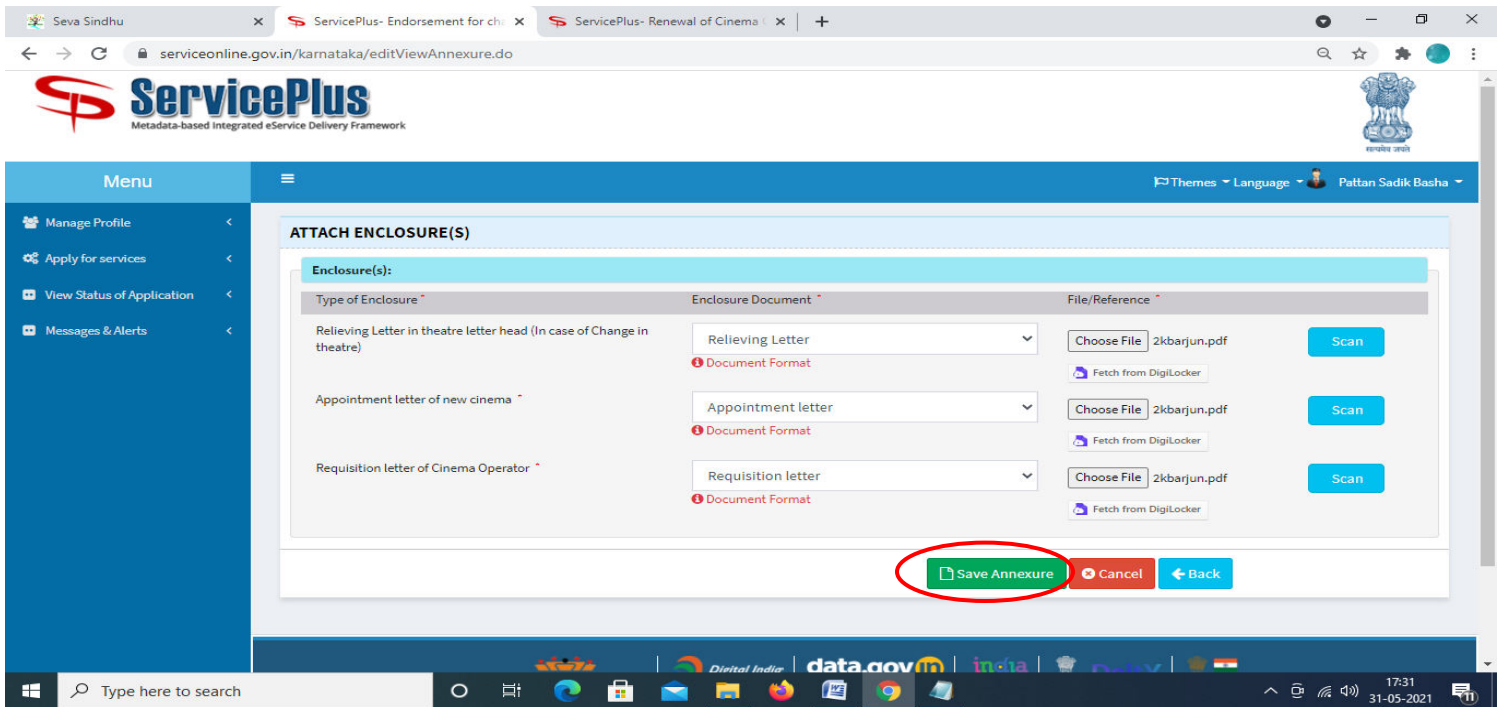 Seva Sindhu
ServicePlus- Endorsement for cha
ServicePlus- Renewal of Cinema
serviceonline.gov.in/karnataka/editViewAnnexure.do
ServicePlus
Metadata-based Integrated eService Delivery Framework
सत्यमेव जयते
Menu
Themes Language Pattan Sadik Basha
Manage Profile
Apply for services
View Status of Application
Messages & Alerts
ATTACH ENCLOSURE(S)
Enclosure(s):
Type of Enclosure * Enclosure Document * File/Reference *
Relieving Letter in theatre letter head (In case of Change in
theatre)
Relieving Letter
Document Format
Choose File 2kbarjun.pdf
Scan
Fetch from DigiLocker
Appointment letter of new cinema *
Appointment letter
Document Format
Choose File 2kbarjun.pdf
Scan
Fetch from DigiLocker
Requisition letter of Cinema Operator *
Requisition letter
Document Format
Choose File 2kbarjun.pdf
Scan
Fetch from DigiLocker
Save Annexure Cancel Back
Digital India data.gov in india
Type here to search
17:31
31-05-2021
11